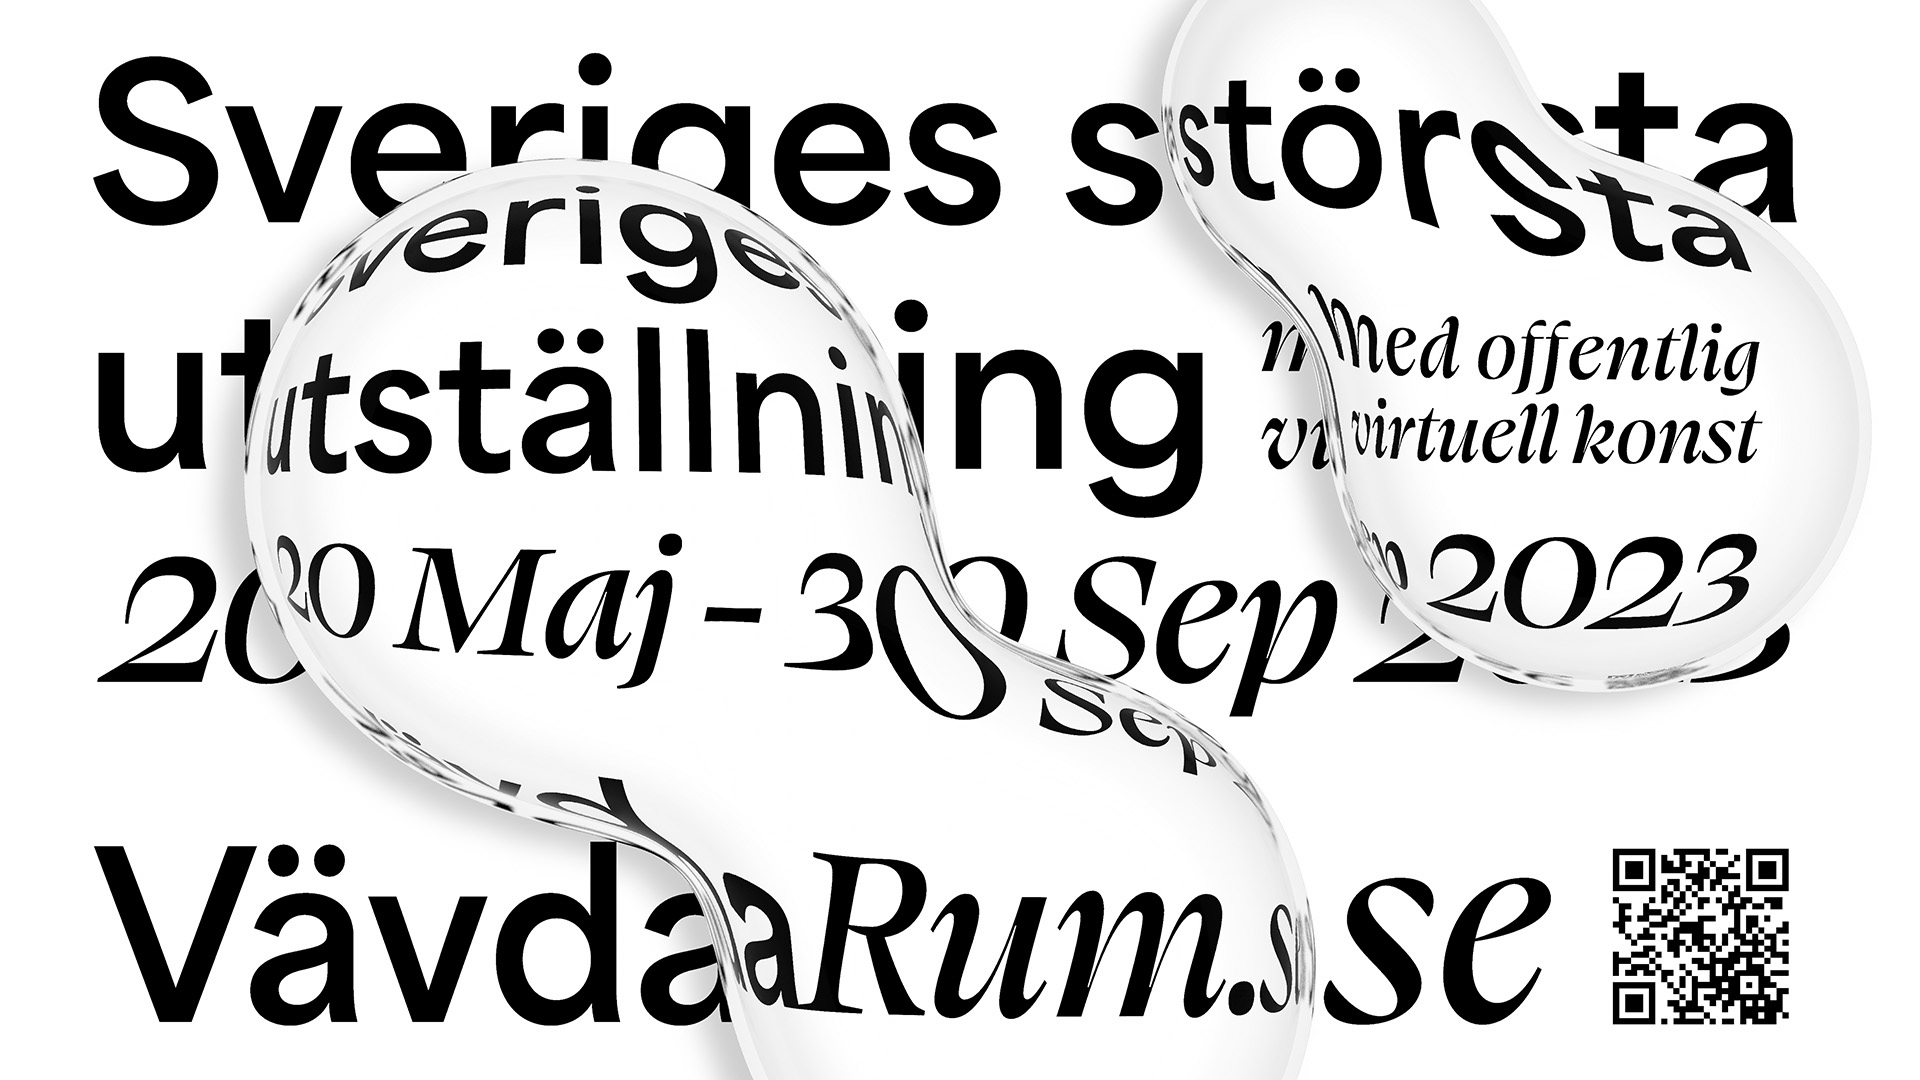 Sveriges största
utställning med offentlig
virtuell konst
20 Maj - 30 Sep 2023
VävdaRum.se